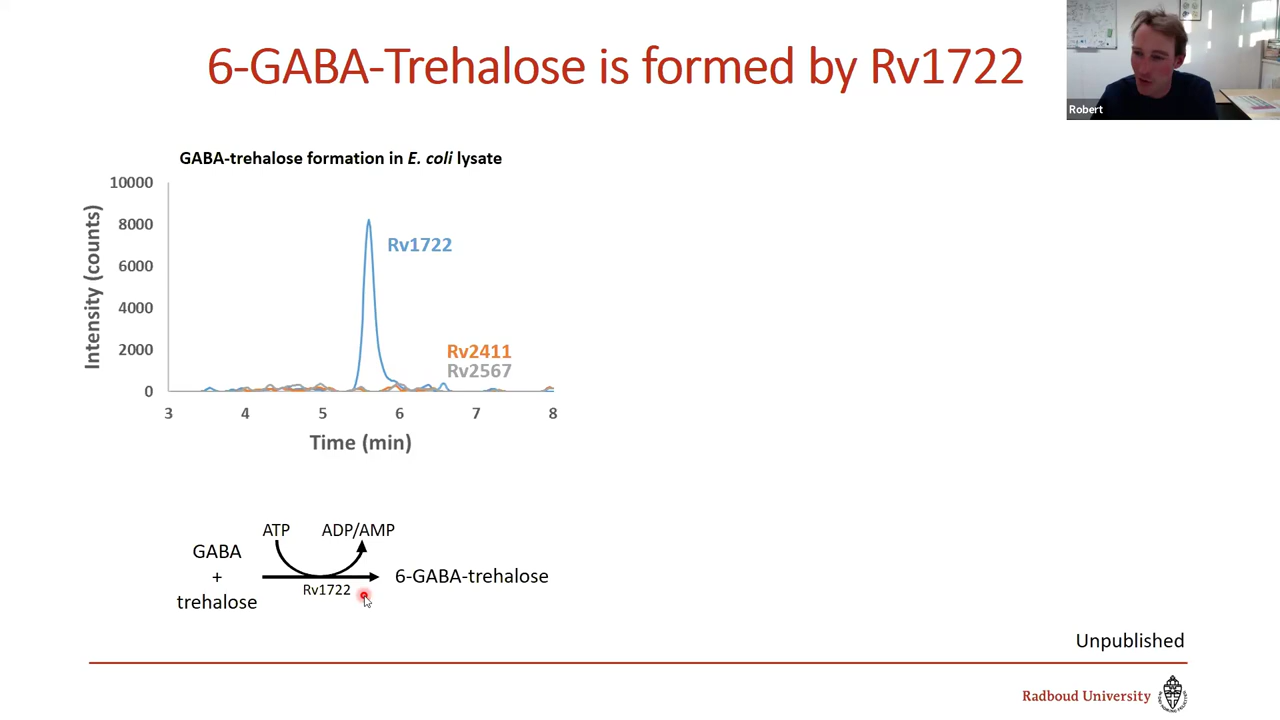 6-GABA-Trehalose is formed by Rv1722
Robert
GABA-trehalose formation in E. coli lysate
Intensity (counts)
10000
8000
6000
4000
2000
0
Rv1722
Rv2411
Rv2567
3 4 5 6 7 8
Time (min)
ATP ADP/AMP
GABA
+
trehalose
Rv1722
6-GABA-trehalose
Unpublished
Radboud University